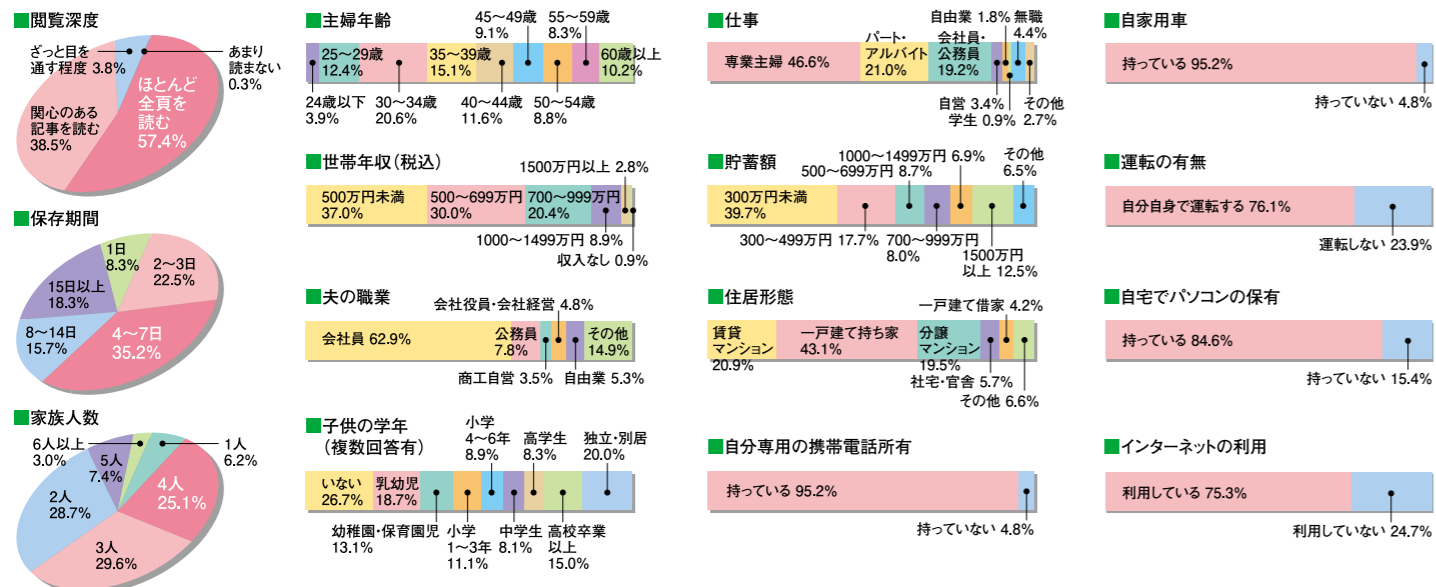 ■閲覧深度
ざっと目を
通す程度 3.8%
あまり
読まない
0.3%
ほとんど
全頁を
読む
57.4%
関心のある
記事を読む
38.5%
■保存期間
1日
8.3%
2〜3日
22.5%
15日以上
18.3%
8〜14日
15.7%
4〜7日
35.2%
■家族人数
6人以上
3.0%
1人
6.2%
5人
7.4%
4人
25.1%
2人
28.7%
3人
29.6%
■主婦年齢
45〜49歳
9.1%
55〜59歳
8.3%
25〜29歳
12.4%
35〜39歳
15.1%
60歳以上
10.2%
24歳以下
3.9%
30〜34歳
20.6%
40〜44歳
11.6%
50〜54歳
8.8%
■世帯年収(税込)
1500万円以上 2.8%
500万円未満
37.0%
500〜699万円
30.0%
700〜999万円
20.4%
1000〜1499万円 8.9%
収入なし 0.9%
■夫の職業
会社役員・会社経営 4.8%
会社員 62.9%
公務員
7.8%
その他
14.9%
商工自営 3.5%
自由業 5.3%
■子供の学年
(複数回答有)
小学
4〜6年
8.9%
高学生
8.3%
独立・別居
20.0%
いない
26.7%
乳幼児
18.7%
幼稚園・保育園児
13.1%
小学
1〜3年
11.1%
中学生
8.1%
高校卒業
以上
15.0%
■仕事
自由業 1.8%
無職
4.4%
専業主婦 46.6%
パート・
アルバイト
21.0%
会社員・
公務員
19.2%
自営 3.4%
学生 0.9%
その他
2.7%
■貯蓄額
1000〜1499万円 6.9%
500〜699万円 8.7%
その他
6.5%
300万円未満
39.7%
300〜499万円 17.7%
700〜999万円
8.0%
1500万円
以上 12.5%
■住居形態
一戸建て借家 4.2%
賃貸
マンション
20.9%
一戸建て持ち家
43.1%
分譲
マンション
19.5%
社宅・官舎 5.7%
その他 6.6%
■自分専用の携帯電話所有
持っている 95.2%
持っていない 4.8%
■自家用車
持っている 95.2%
持っていない 4.8%
■運転の有無
自分自身で運転する 76.1%
運転しない 23.9%
■自宅でパソコンの保有
持っている 84.6%
持っていない 15.4%
■インターネットの利用
利用している 75.3%
利用していない 24.7%